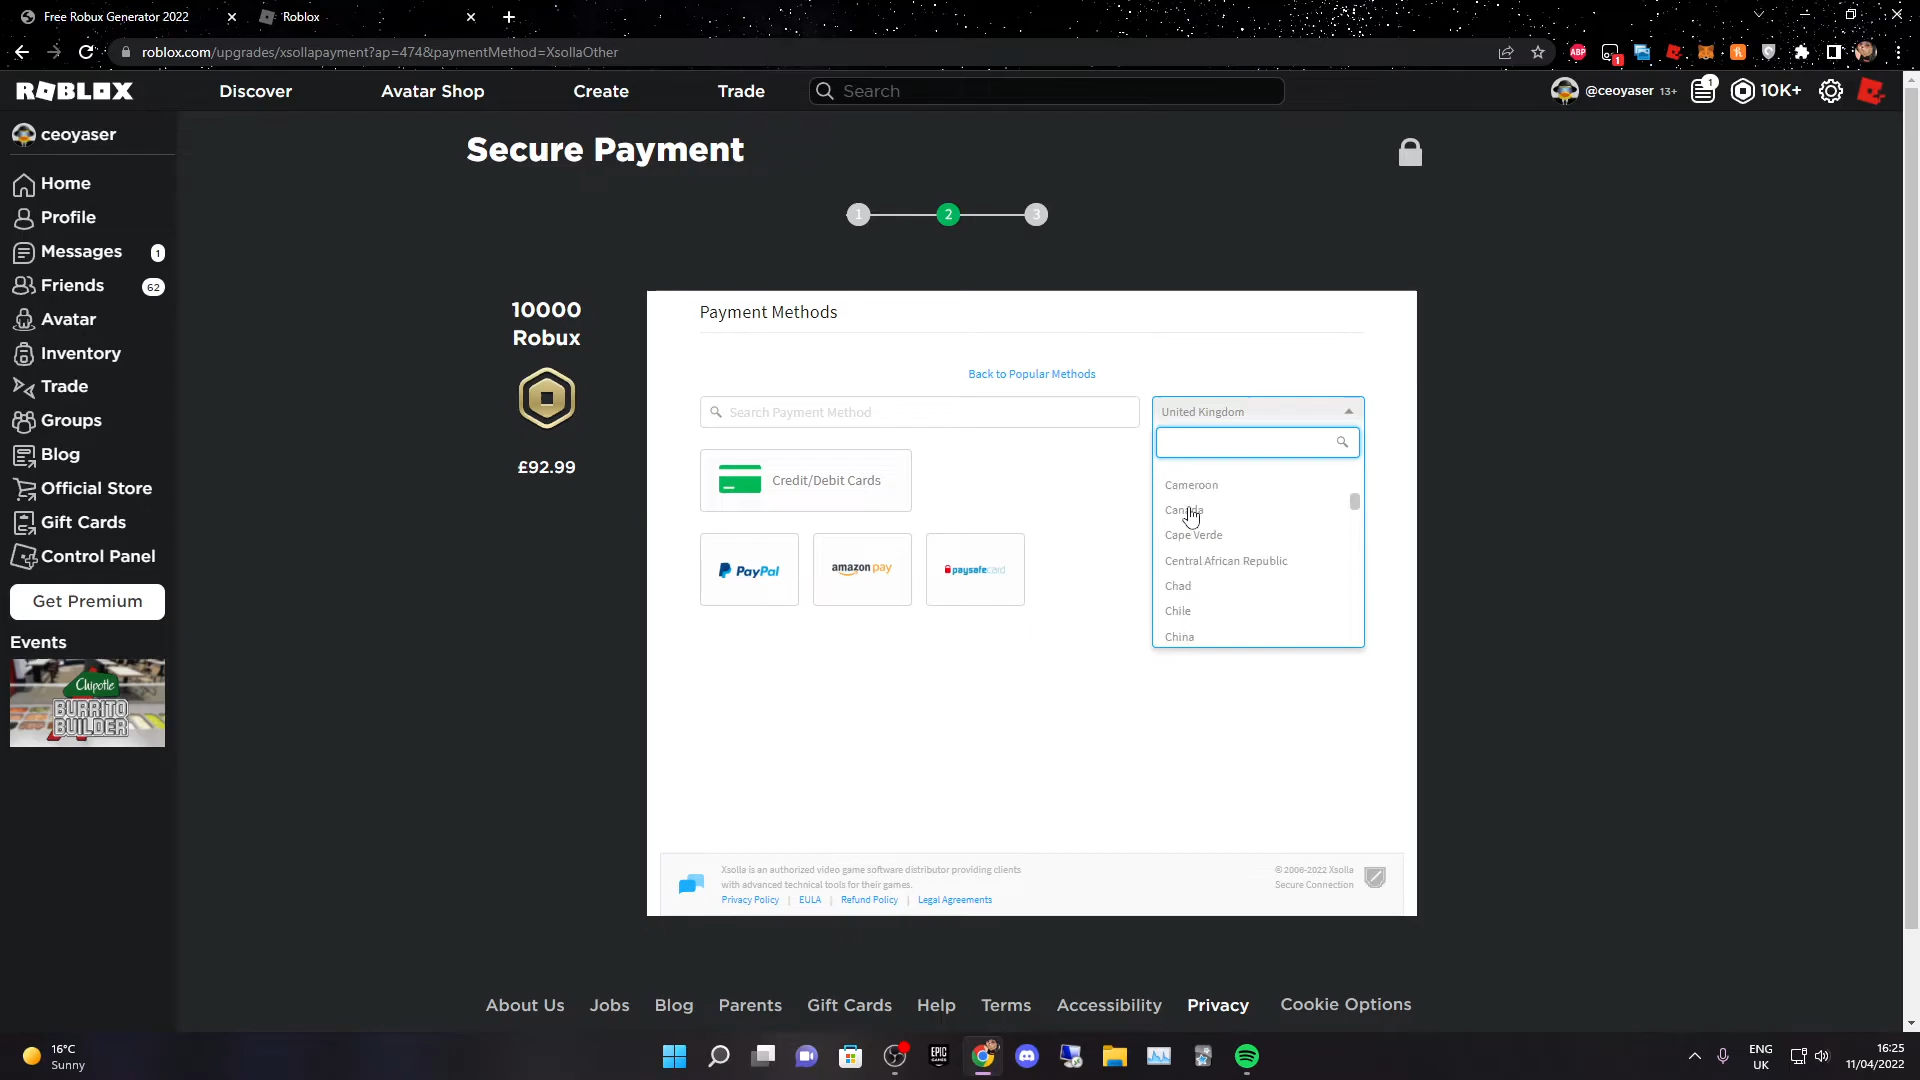 Free Robux Generator 2022
Roblox
roblox.com/upgrades/xsollapayment?ap=474&paymentMethod=XsollaOther
ABP
1
ROBLOX
Discover
Avatar Shop
Create
Trade
Search
@ceoyaser 13+
1
10K+
ceoyaser
Home
Profile
Messages
1
Friends
62
Avatar
Inventory
Trade
Groups
Blog
Official Store
Gift Cards
Control Panel
Get Premium
Events
Chipotle
BURRITO
BUILDER
Secure Payment
1
2
3
10000
Robux
£92.99
Payment Methods
Back to Popular Methods
Search Payment Method
United Kingdom
Credit/Debit Cards
PayPal
amazon pay
paysafecard
Cameroon
Canada
Cape Verde
Central African Republic
Chad
Chile
China
Xsolla is an authorized video game software distributor providing clients
with advanced technical tools for their games.
Privacy Policy | EULA | Refund Policy | Legal Agreements
© 2006-2022 Xsolla
Secure Connection
About Us
Jobs
Blog
Parents
Gift Cards
Help
Terms
Accessibility
Privacy
Cookie Options
16°C
Sunny
EPIC
GAMES
ENG
UK
16:25
11/04/2022